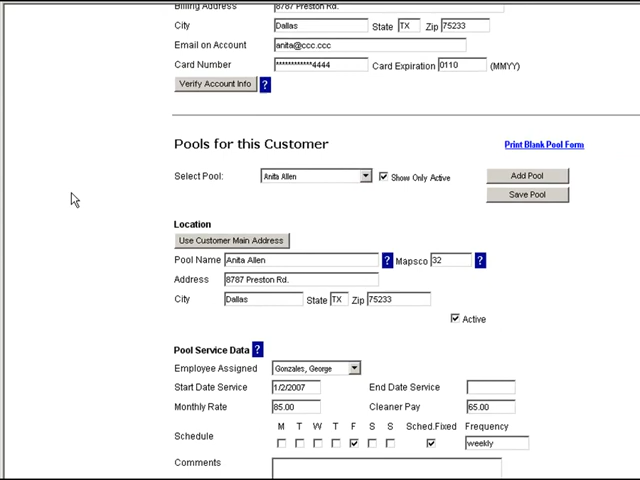 Billing Address 8787 Preston Rd.
City Dallas State TX Zip 75233
Email on Account anita@ccc.ccc
Card Number ************4444 Card Expiration 0110 (MMYY)
Verify Account Info ?
Pools for this Customer Print Blank Pool Form
Select Pool: Anita Allen Show Only Active Add Pool
Save Pool
Location
Use Customer Main Address
Pool Name Anita Allen ? Mapsco 32 ?
Address 8787 Preston Rd.
City Dallas State TX Zip 75233
Active
Pool Service Data ?
Employee Assigned Gonzales, George
Start Date Service 1/2/2007 End Date Service
Monthly Rate 85.00 Cleaner Pay 65.00
M T W T F S S Sched.Fixed Frequency
Schedule weekly
Comments